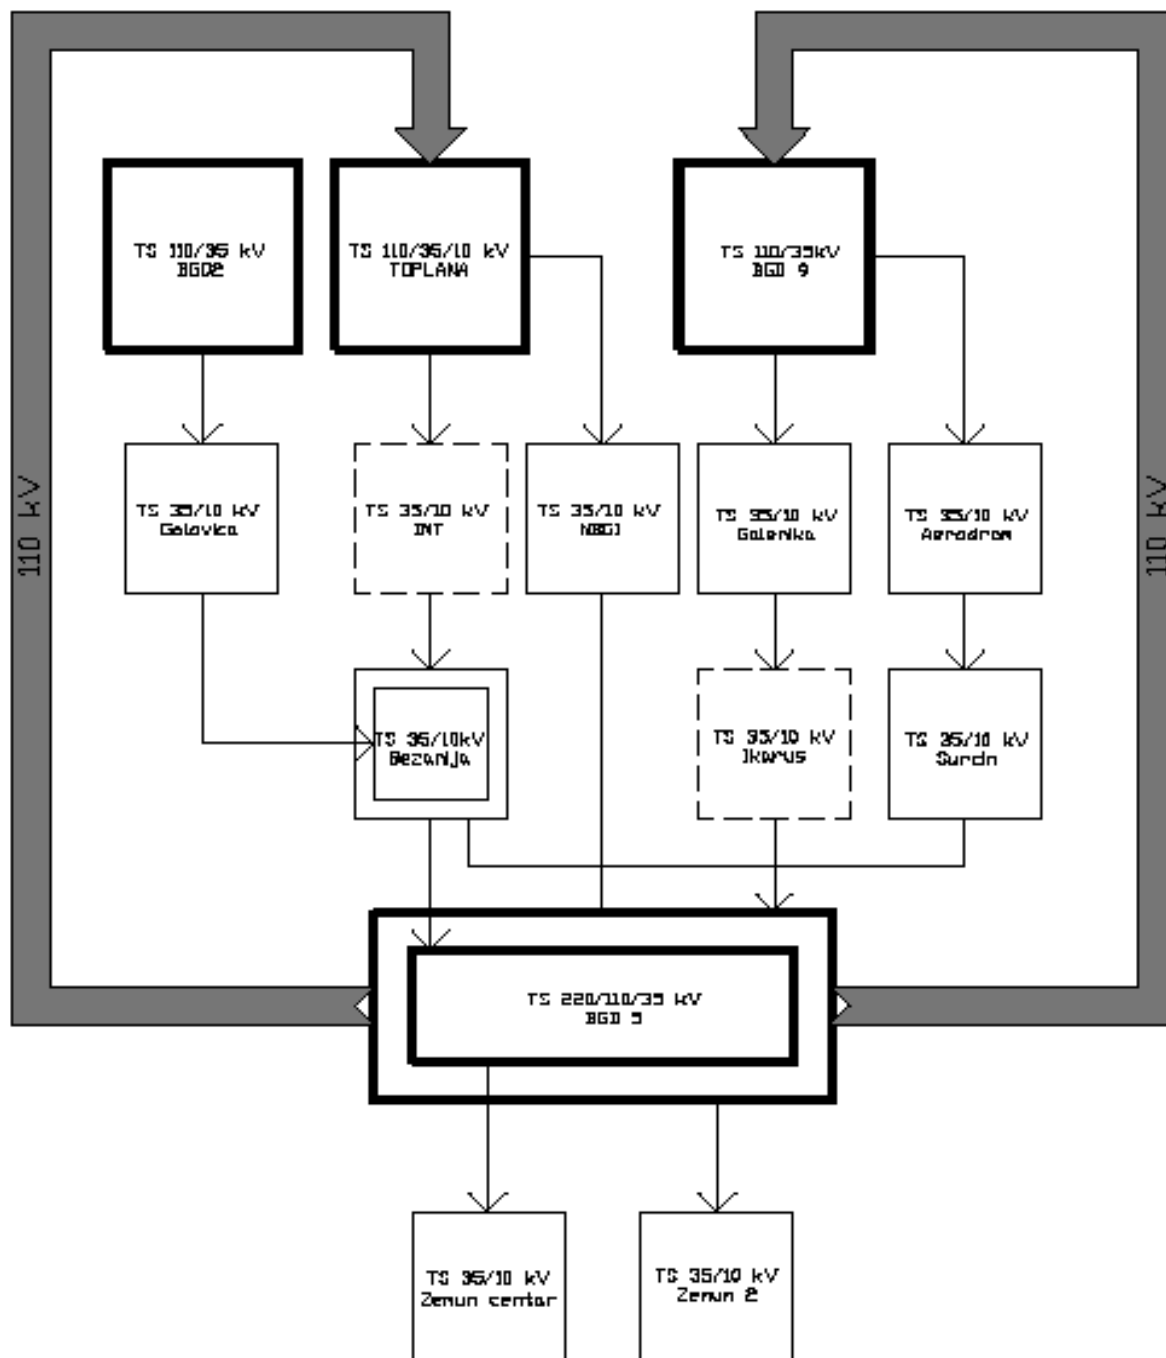 TS 110/35 kV
BGD2
TS 110/35/10 kV
TOPLANA
TS 110/35kV
BGD 9
110 kV
TS 35/10 kV
Galovica
TS 35/10 kV
IMT
TS 35/10 kV
NBG1
TS 35/10 kV
Galenika
TS 35/10 kV
Aerodrom
110 kV
TS 35/10kV
Bezanija
TS 35/10 kV
Ikarus
TS 35/10 kV
Surcin
TS 220/110/35 kV
BGD 5
TS 35/10 kV
Zemun centar
TS 35/10 kV
Zemun 2